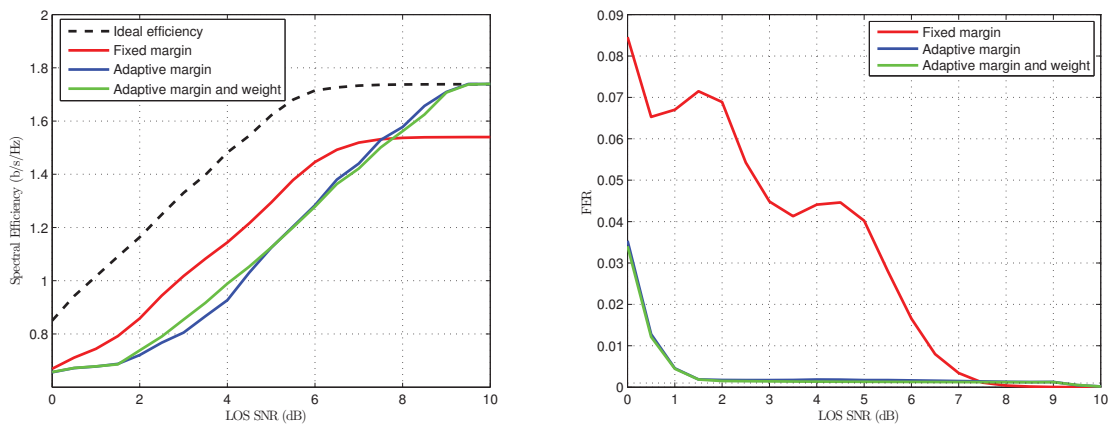 Ideal efficiency
Fixed margin
Adaptive margin
Adaptive margin and weight
2
1.8
1.6
1.4
1.2
1
0.8
Spectral Efficiency (b/s/Hz)
0 2 4 6 8 10
LOS SNR (dB)
Fixed margin
Adaptive margin
Adaptive margin and weight
0.09
0.08
0.07
0.06
0.05
0.04
0.03
0.02
0.01
0
FER
0 1 2 3 4 5 6 7 8 9 10
LOS SNR (dB)